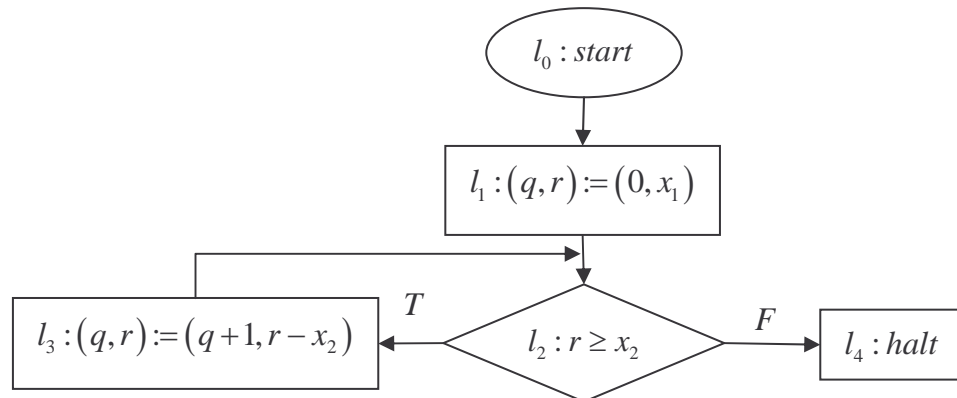 l₀ : start
l₁ : (q, r) := (0, x₁)
T
F
l₃ : (q, r) := (q + 1, r − x₂)
l₂ : r ≥ x₂
l₄ : halt